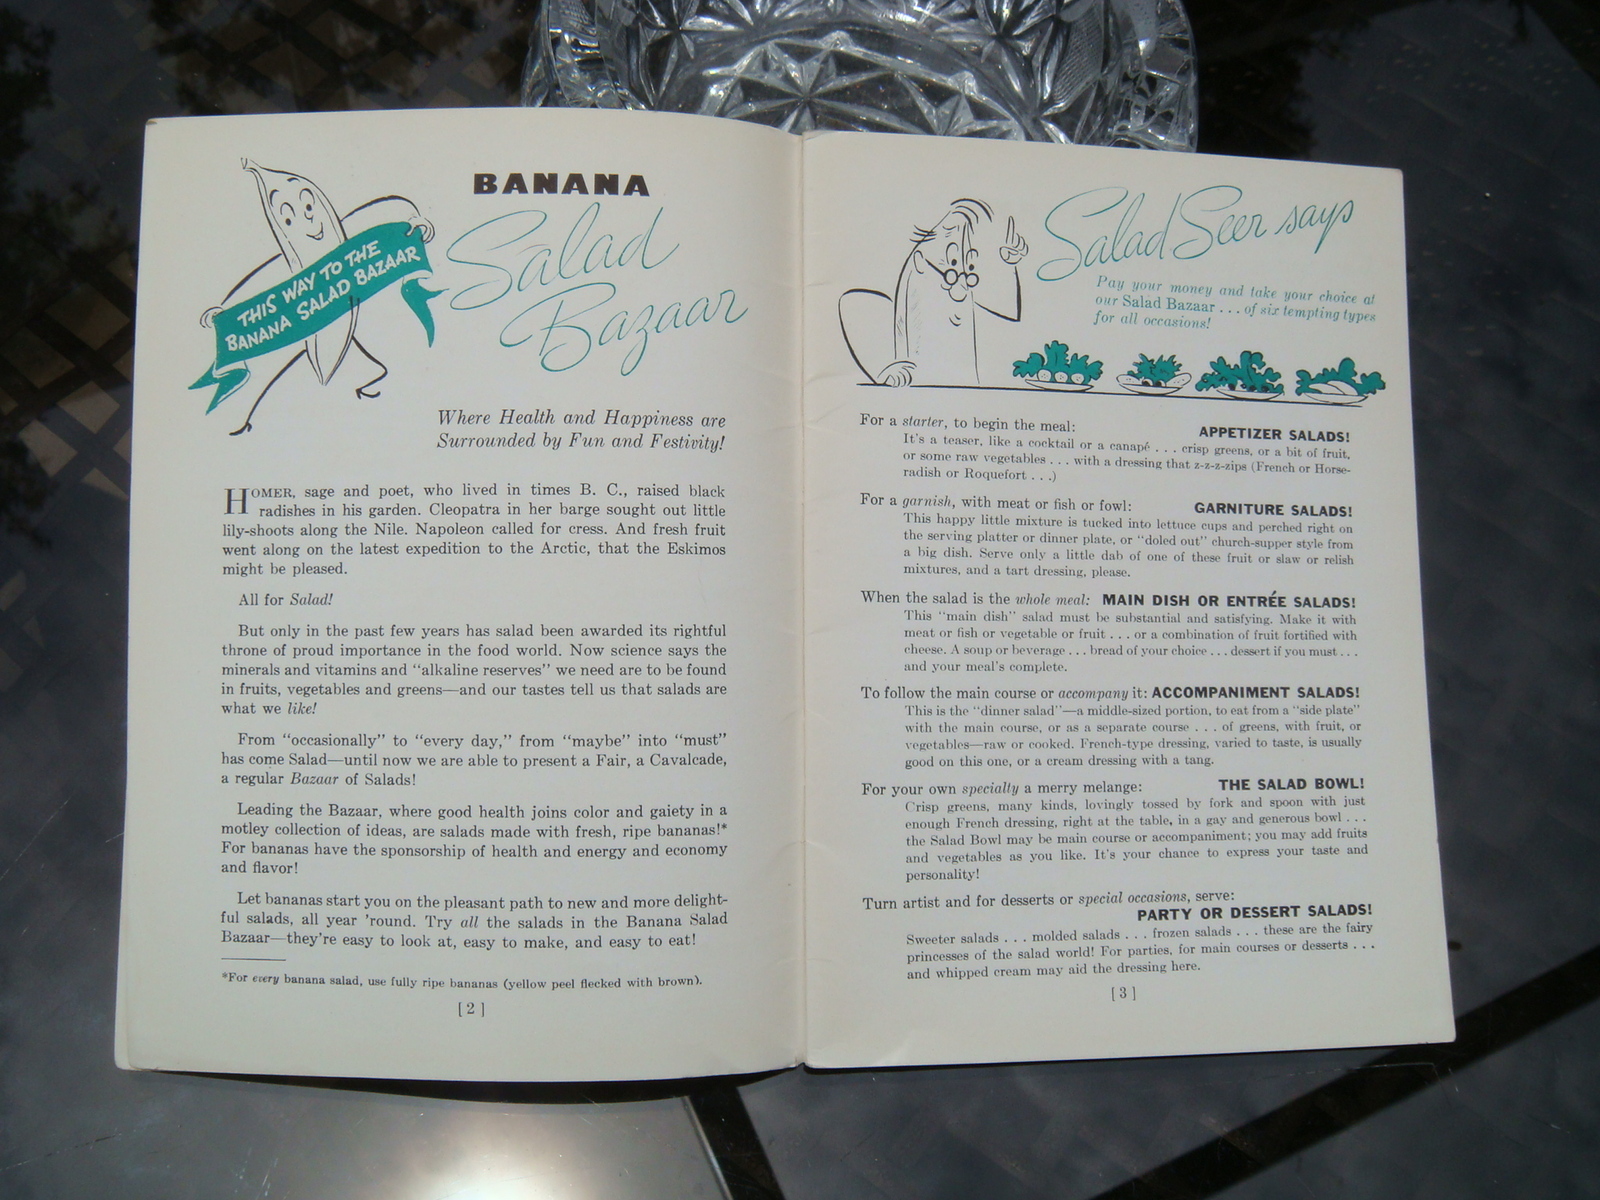 THIS WAY TO THE
BANANA SALAD BAZAAR
BANANA
Salad
Bazaar
Where Health and Happiness are
Surrounded by Fun and Festivity!
HOMER, sage and poet, who lived in times B. C., raised black
radishes in his garden. Cleopatra in her barge sought out little
lily-shoots along the Nile. Napoleon called for cress. And fresh fruit
went along on the latest expedition to the Arctic, that the Eskimos
might be pleased.
All for Salad!
But only in the past few years has salad been awarded its rightful
throne of proud importance in the food world. Now science says the
minerals and vitamins and "alkaline reserves" we need are to be found
in fruits, vegetables and greens—and our tastes tell us that salads are
what we like!
From "occasionally" to "every day," from "maybe" into "must"
has come Salad—until now we are able to present a Fair, a Cavalcade,
a regular Bazaar of Salads!
Leading the Bazaar, where good health joins color and gaiety in a
motley collection of ideas, are salads made with fresh, ripe bananas!*
For bananas have the sponsorship of health and energy and economy
and flavor!
Let bananas start you on the pleasant path to new and more delight-
ful salads, all year 'round. Try all the salads in the Banana Salad
Bazaar—they're easy to look at, easy to make, and easy to eat!
*For every banana salad, use fully ripe bananas (yellow peel flecked with brown).
[ 2 ]
Salad Seer says
Pay your money and take your choice at
our Salad Bazaar . . . of six tempting types
for all occasions!
For a starter, to begin the meal: APPETIZER SALADS!
It's a teaser, like a cocktail or a canapé . . . crisp greens, or a bit of fruit,
or some raw vegetables . . . with a dressing that z-z-z-zips (French or Horse-
radish or Roquefort . . .)
For a garnish, with meat or fish or fowl: GARNITURE SALADS!
This happy little mixture is tucked into lettuce cups and perched right on
the serving platter or dinner plate, or "doled out" church-supper style from
a big dish. Serve only a little dab of one of these fruit or slaw or relish
mixtures, and a tart dressing, please.
When the salad is the whole meal: MAIN DISH OR ENTRÉE SALADS!
This "main dish" salad must be substantial and satisfying. Make it with
meat or fish or vegetable or fruit . . . or a combination of fruit fortified with
cheese. A soup or beverage . . . bread of your choice . . . dessert if you must . . .
and your meal's complete.
To follow the main course or accompany it: ACCOMPANIMENT SALADS!
This is the "dinner salad"—a middle-sized portion, to eat from a "side plate"
with the main course, or as a separate course . . . of greens, with fruit, or
vegetables—raw or cooked. French-type dressing, varied to taste, is usually
good on this one, or a cream dressing with a tang.
For your own specialty a merry melange: THE SALAD BOWL!
Crisp greens, many kinds, lovingly tossed by fork and spoon with just
enough French dressing, right at the table, in a gay and generous bowl . . .
the Salad Bowl may be main course or accompaniment; you may add fruits
and vegetables as you like. It's your chance to express your taste and
personality!
Turn artist and for desserts or special occasions, serve:
PARTY OR DESSERT SALADS!
Sweeter salads . . . molded salads . . . frozen salads . . . these are the fairy
princesses of the salad world! For parties, for main courses or desserts . . .
and whipped cream may aid the dressing here.
[ 3 ]